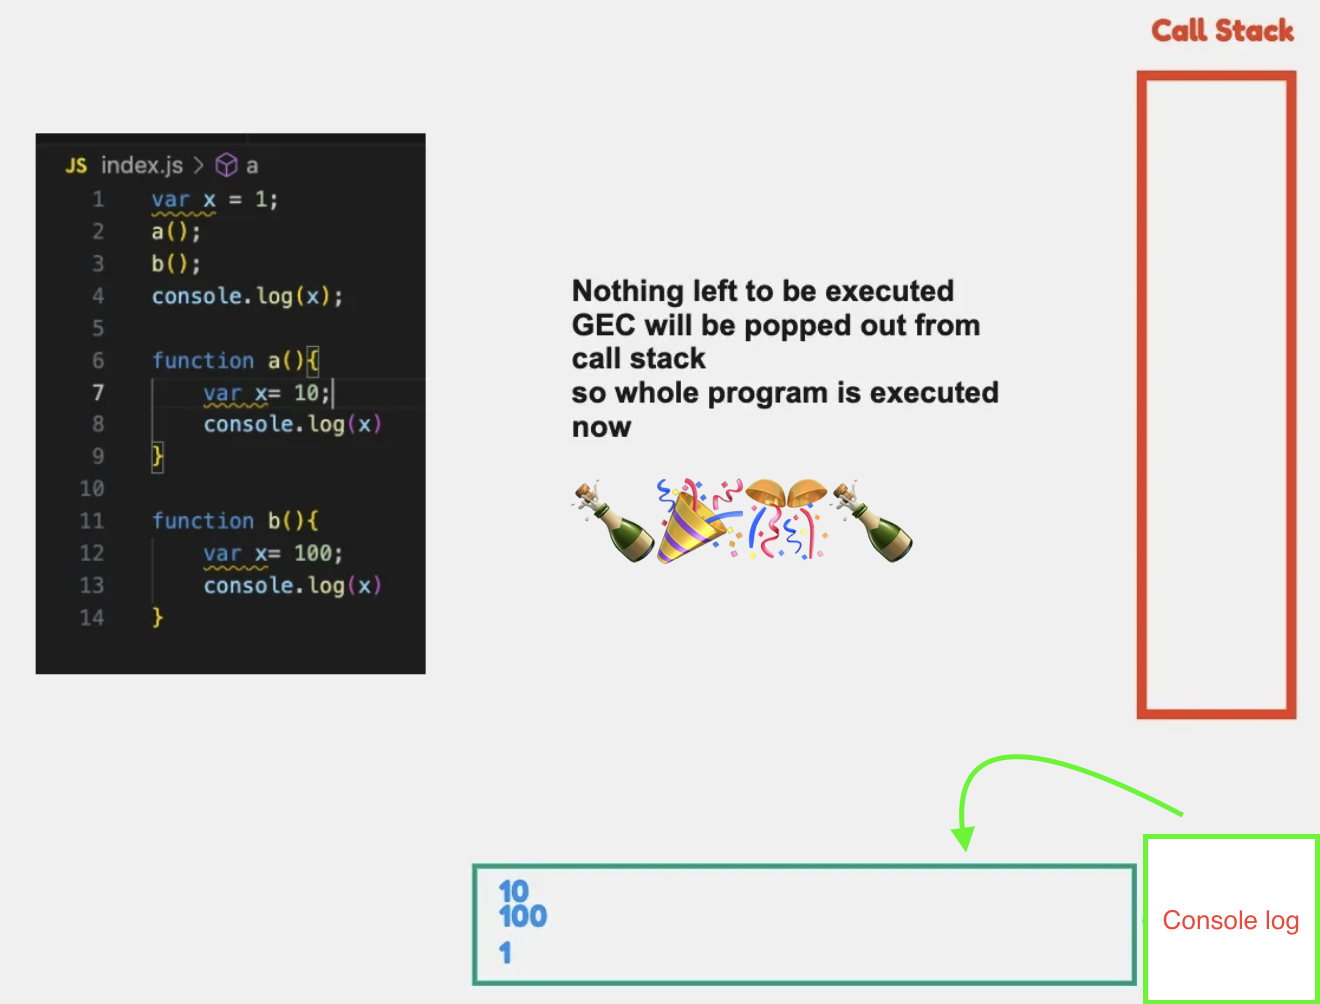 Call Stack
JS index.js > a
1 var x = 1;
2 a();
3 b();
4 console.log(x);
5
6 function a(){
7 var x= 10;
8 console.log(x)
9 }
10
11 function b(){
12 var x= 100;
13 console.log(x)
14 }
Nothing left to be executed
GEC will be popped out from
call stack
so whole program is executed
now
10
100
1
Console log